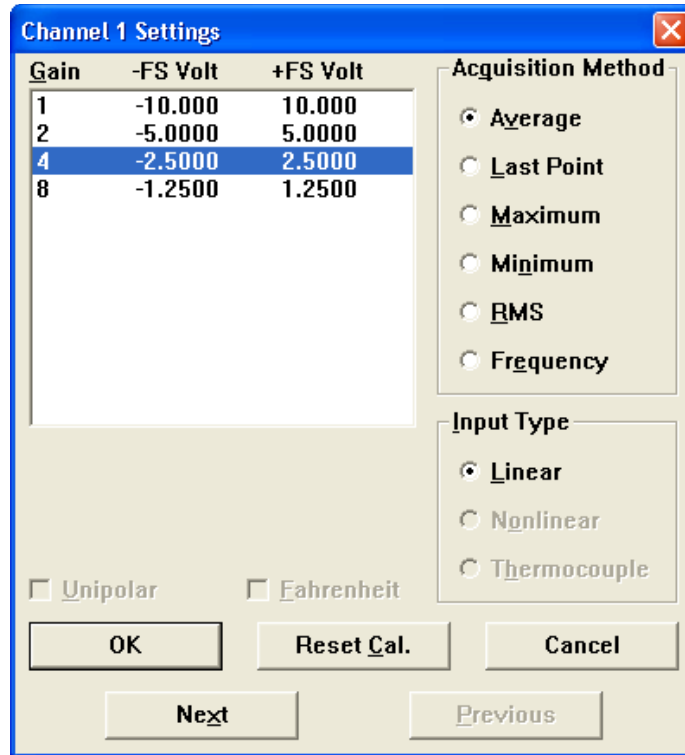 Channel 1 Settings
Gain -FS Volt +FS Volt
1 -10.000 10.000
2 -5.0000 5.0000
4 -2.5000 2.5000
8 -1.2500 1.2500
Acquisition Method
Average
Last Point
Maximum
Minimum
RMS
Frequency
Input Type
Linear
Nonlinear
Thermocouple
Unipolar Fahrenheit
OK Reset Cal. Cancel
Next Previous